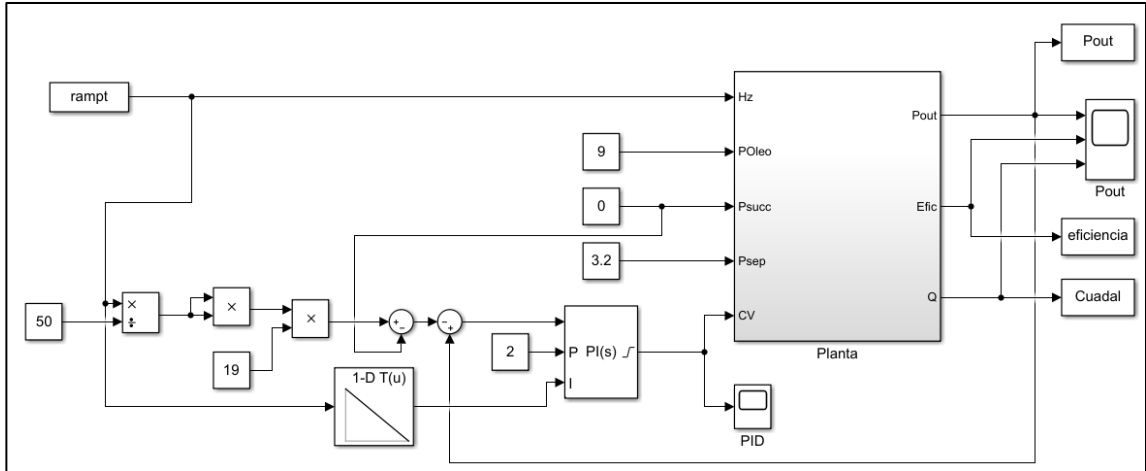 Pout
rampt
Hz
Pout
9
POleo
Pout
0
Psucc
Efic
eficiencia
3.2
Psep
Q
Cuadal
×
÷
50
×
×
+
−
−
+
CV
Planta
19
2
P
PI(s)
I
1-D T(u)
PID